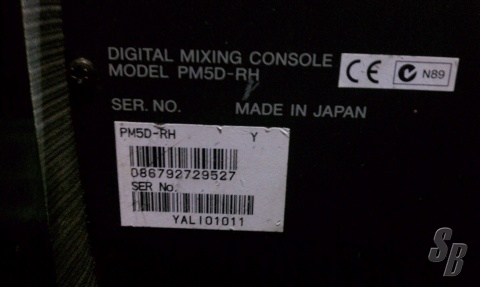 DIGITAL MIXING CONSOLE
MODEL PM5D-RH
CE
N89
SER. NO. MADE IN JAPAN
PM5D-RH Y
086792729527
SER No.
YALI01011
SB